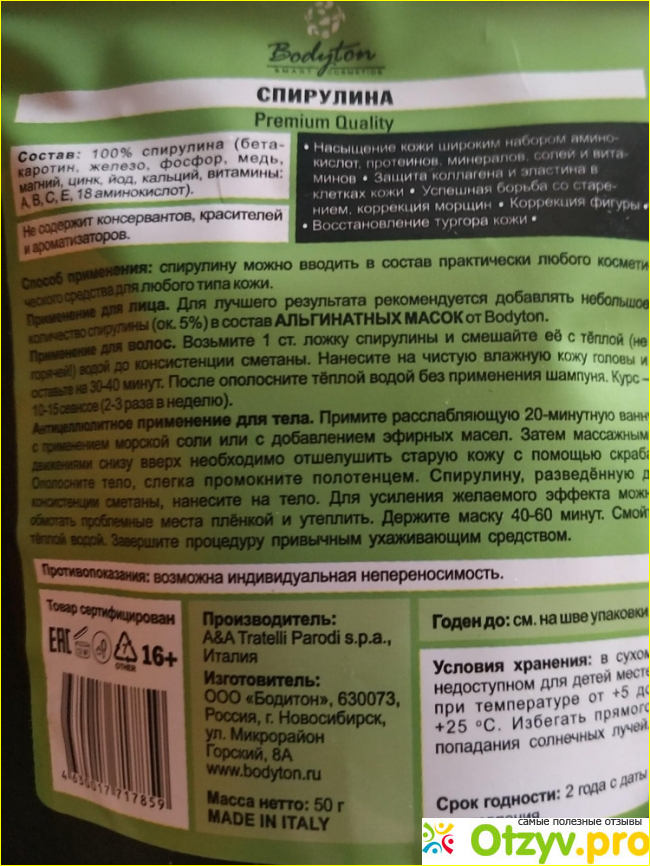 Bodyton
SMART COSMETICS
СПИРУЛИНА
Premium Quality
Состав: 100% спирулина (бета-
каротин, железо, фосфор, медь,
магний, цинк, йод, кальций, витамины:
А, В, С, Е, 18 аминокислот).
Не содержит консервантов, красителей
и ароматизаторов.
• Насыщение кожи широким набором амино-
кислот, протеинов, минералов, солей и вита-
минов • Защита коллагена и эластина в
клетках кожи • Успешная борьба со старе-
нием, коррекция морщин • Коррекция фигуры •
• Восстановление тургора кожи •
Способ применения: спирулину можно вводить в состав практически любого космети-
ческого средства для любого типа кожи.
Применение для лица. Для лучшего результата рекомендуется добавлять небольшое
количество спирулины (ок. 5%) в состав АЛЬГИНАТНЫХ МАСОК от Bodyton.
Применение для волос. Возьмите 1 ст. ложку спирулины и смешайте её с тёплой (не
горячей!) водой до консистенции сметаны. Нанесите на чистую влажную кожу головы и
оставьте на 30-40 минут. После ополосните тёплой водой без применения шампуня. Курс –
10-15 сеансов (2-3 раза в неделю).
Антицеллюлитное применение для тела. Примите расслабляющую 20-минутную ванн
с применением морской соли или с добавлением эфирных масел. Затем массажным
движениями снизу вверх необходимо отшелушить старую кожу с помощью скраба
Ополосните тело, слегка промокните полотенцем. Спирулину, разведённую д
консистенции сметаны, нанесите на тело. Для усиления желаемого эффекта можн
обмотать проблемные места плёнкой и утеплить. Держите маску 40-60 минут. Смой
тёплой водой. Завершите процедуру привычным ухаживающим средством.
Противопоказания: возможна индивидуальная непереносимость.
Товар сертифицирован
EAC
7
OTHER
16+
4630017717859
Производитель:
A&A Tratelli Parodi s.p.a.,
Италия
Изготовитель:
ООО «Бодитон», 630073,
Россия, г. Новосибирск,
ул. Микрорайон
Горский, 8А
www.bodyton.ru
Масса нетто: 50 г
MADE IN ITALY
Годен до: см. на шве упаковки
Условия хранения: в сухом
недоступном для детей месте
при температуре от +5 до
+25 °С. Избегать прямого
попадания солнечных лучей.
Срок годности: 2 года с даты
самые полезные отзывы
Otzyv.pro